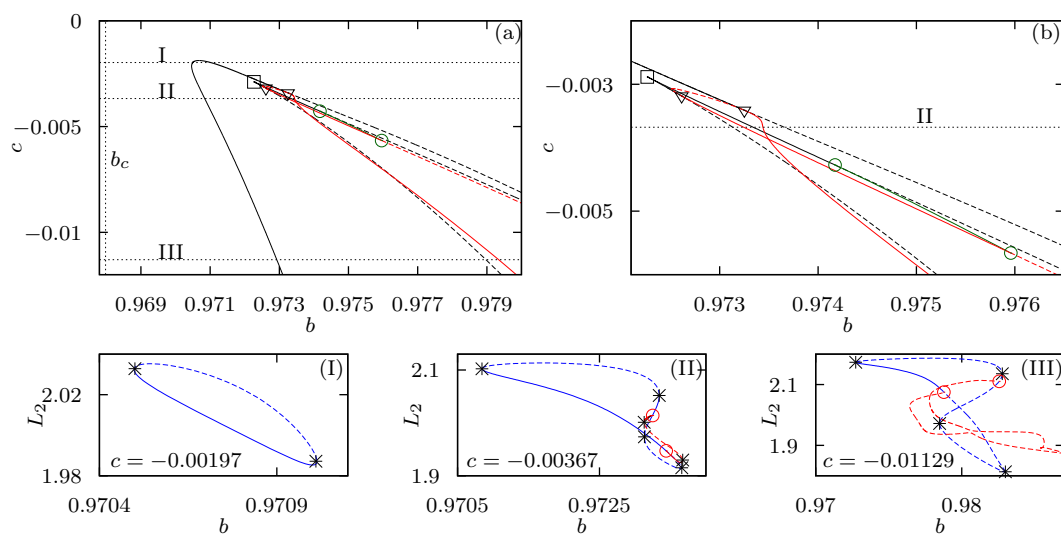 (a)
0
−0.005
−0.01
c
I
II
III
b_c
0.969 0.971 0.973 0.975 0.977 0.979
b
(b)
−0.003
−0.005
c
II
0.973 0.974 0.975 0.976
b
(I)
2.02
1.98
L_2
c = −0.00197
0.9704 0.9709
b
(II)
2.1
1.9
L_2
c = −0.00367
0.9705 0.9725
b
(III)
2.1
1.9
L_2
c = −0.01129
0.97 0.98
b